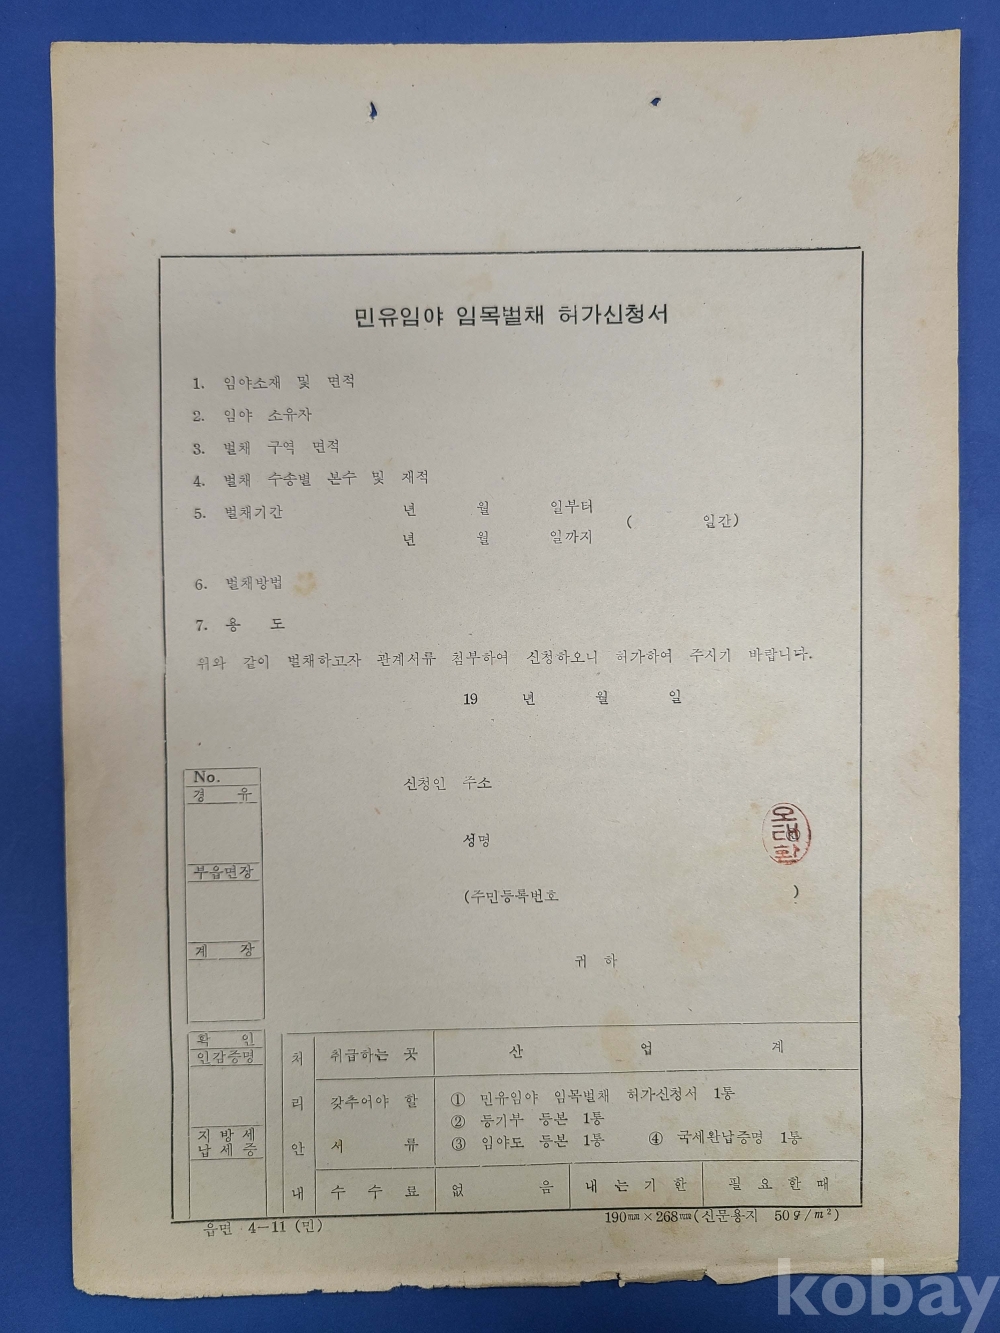 민유임야 임목벌채 허가신청서
1. 임야소재 및 면적
2. 임야 소유자
3. 벌채 구역 면적
4. 벌채 수종별 본수 및 재적
5. 벌채기간 년 월 일부터
( 일간)
년 월 일까지
6. 벌채방법
7. 용 도
위와 같이 벌채하고자 관계서류 첨부하여 신청하오니 허가하여 주시기 바랍니다.
19 년 월 일
No.
경 유
부읍면장
계 장
신청인 주소
성명
(주민등록번호 )
귀 하
확 인
인감증명
지 방 세
납 세 증
처 리 안 내
취급하는 곳 산 업 계
갖추어야 할 서 류
① 민유임야 임목벌채 허가신청서 1통
② 등기부 등본 1통
③ 임야도 등본 1통 ④ 국세완납증명 1통
수 수 료 없 음 내 는 기 한 필 요 한 때
읍면 4-11 (민)
190㎜×268㎜(신문용지 50g/m²)
kobay